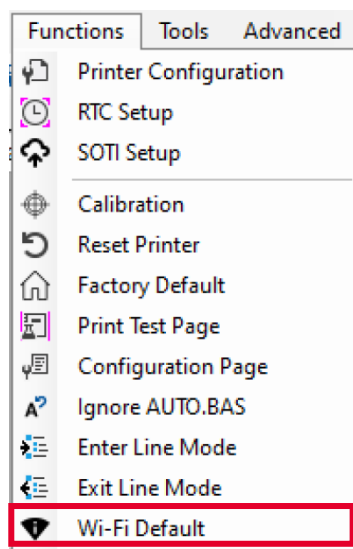 Functions Tools Advanced
Printer Configuration
RTC Setup
SOTI Setup
Calibration
Reset Printer
Factory Default
Print Test Page
Configuration Page
Ignore AUTO.BAS
Enter Line Mode
Exit Line Mode
Wi-Fi Default